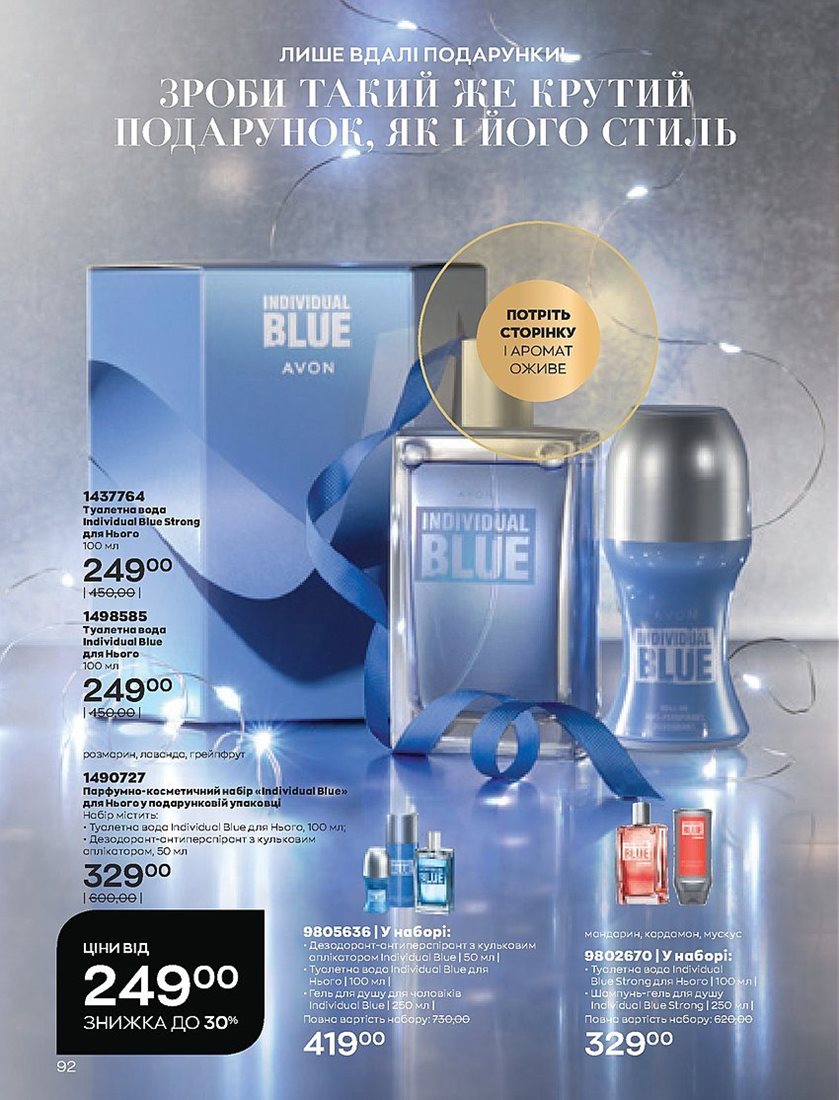 ЛИШЕ ВДАЛІ ПОДАРУНКИ!
ЗРОБИ ТАКИЙ ЖЕ КРУТИЙ
ПОДАРУНОК, ЯК І ЙОГО СТИЛЬ
INDIVIDUAL
BLUE
AVON
ПОТРІТЬ
СТОРІНКУ
І АРОМАТ
ОЖИВЕ
AVON
INDIVIDUAL
BLUE
AVON
INDIVIDUAL
BLUE
1437764
Туалетна вода
Individual Blue Strong
для Нього
100 мл
249⁰⁰
| 450,00 |
1498585
Туалетна вода
Individual Blue
для Нього
100 мл
249⁰⁰
| 450,00 |
розмарин, лаванда, грейпфрут
1490727
Парфумно-косметичний набір «Individual Blue»
для Нього у подарунковій упаковці
Набір містить:
• Туалетна вода Individual Blue для Нього, 100 мл;
• Дезодорант-антиперспірант з кульковим
аплікатором, 50 мл
329⁰⁰
| 600,00 |
ЦІНИ ВІД
249⁰⁰
ЗНИЖКА ДО 30%
9805636 | У наборі:
• Дезодорант-антиперспірант з кульковим
аплікатором Individual Blue | 50 мл |
• Туалетна вода Individual Blue для
Нього | 100 мл |
• Гель для душу для чоловіків
Individual Blue | 250 мл |
Повна вартість набору: 730,00
419⁰⁰
BLUE
мандарин, кардамон, мускус
9802670 | У наборі:
• Туалетна вода Individual
Blue Strong для Нього | 100 мл |
• Шампунь-гель для душу
Individual Blue Strong | 250 мл |
Повна вартість набору: 620,00
329⁰⁰
92